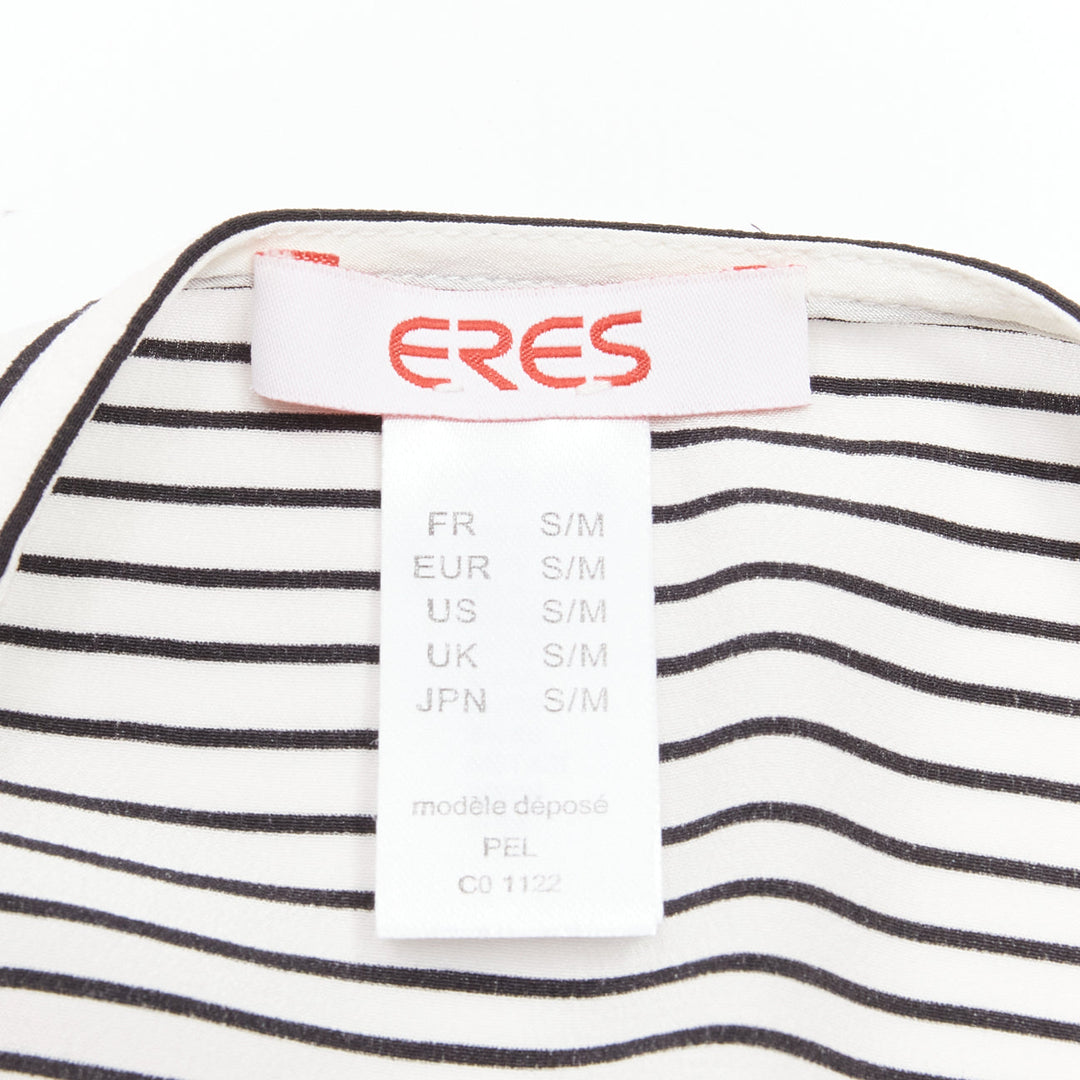 ERES
FR S/M
EUR S/M
US S/M
UK S/M
JPN S/M
modèle déposé
PEL
C0 1122